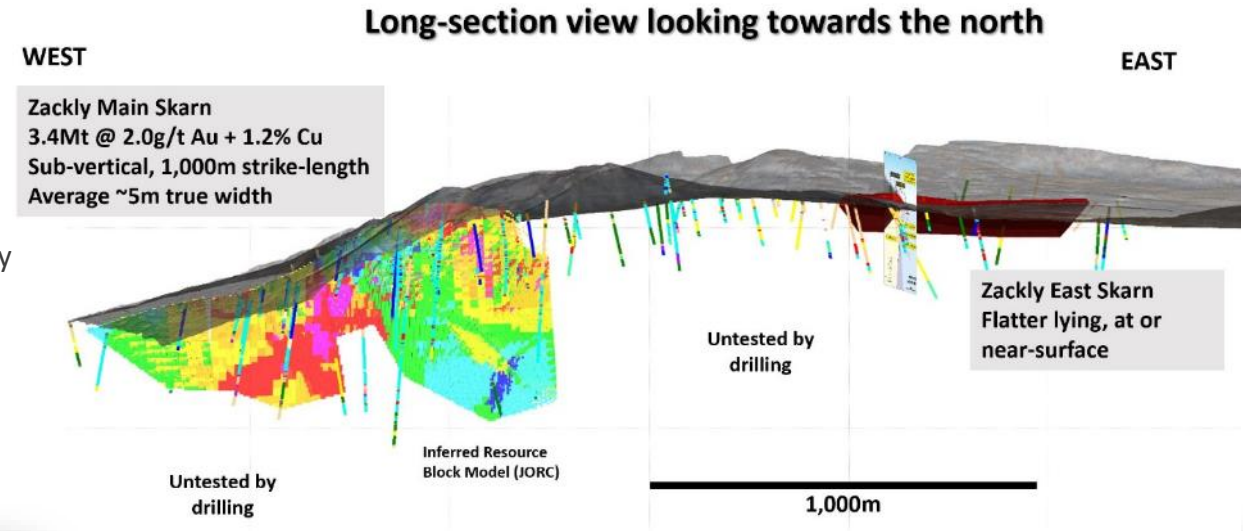 Long-section view looking towards the north
WEST
EAST
Zackly Main Skarn
3.4Mt @ 2.0g/t Au + 1.2% Cu
Sub-vertical, 1,000m strike-length
Average ~5m true width
y
Zackly East Skarn
Flatter lying, at or
near-surface
Untested by
drilling
Inferred Resource
Block Model (JORC)
Untested by
drilling
1,000m